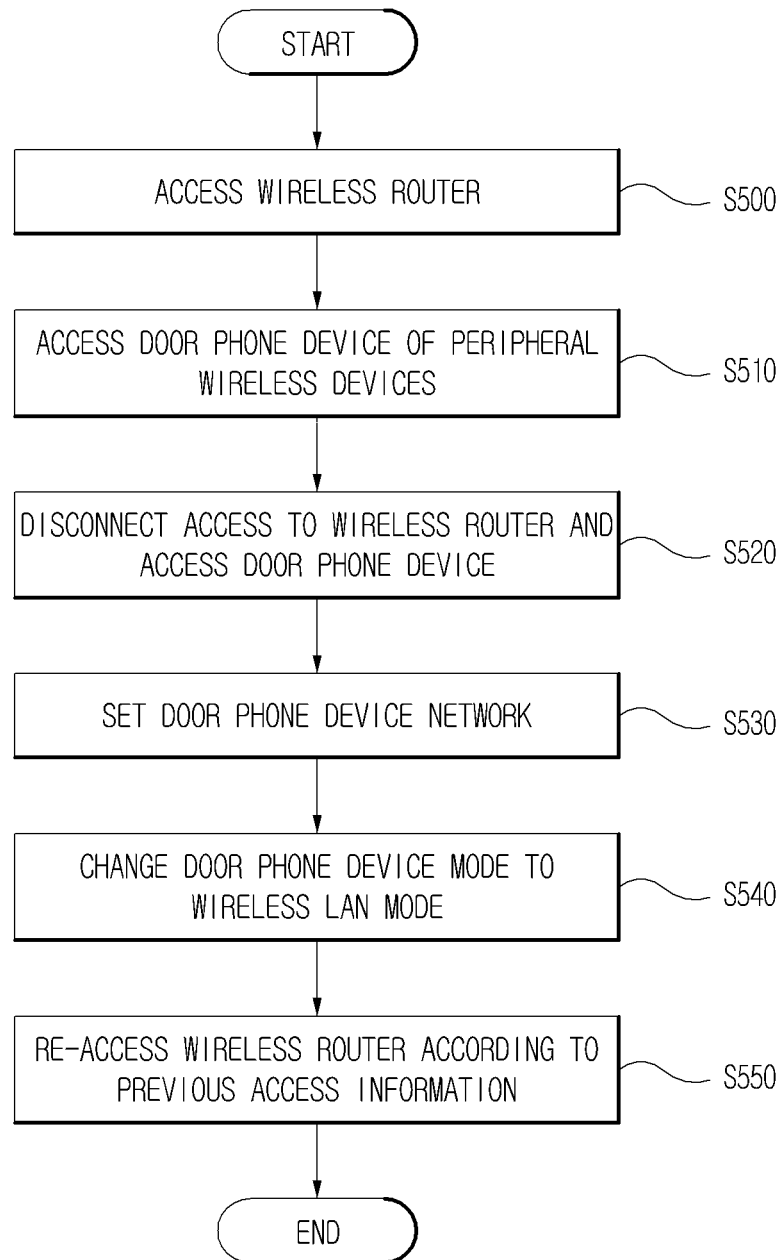 START
ACCESS WIRELESS ROUTER
S500
ACCESS DOOR PHONE DEVICE OF PERIPHERAL
WIRELESS DEVICES
S510
DISCONNECT ACCESS TO WIRELESS ROUTER AND
ACCESS DOOR PHONE DEVICE
S520
SET DOOR PHONE DEVICE NETWORK
S530
CHANGE DOOR PHONE DEVICE MODE TO
WIRELESS LAN MODE
S540
RE-ACCESS WIRELESS ROUTER ACCORDING TO
PREVIOUS ACCESS INFORMATION
S550
END